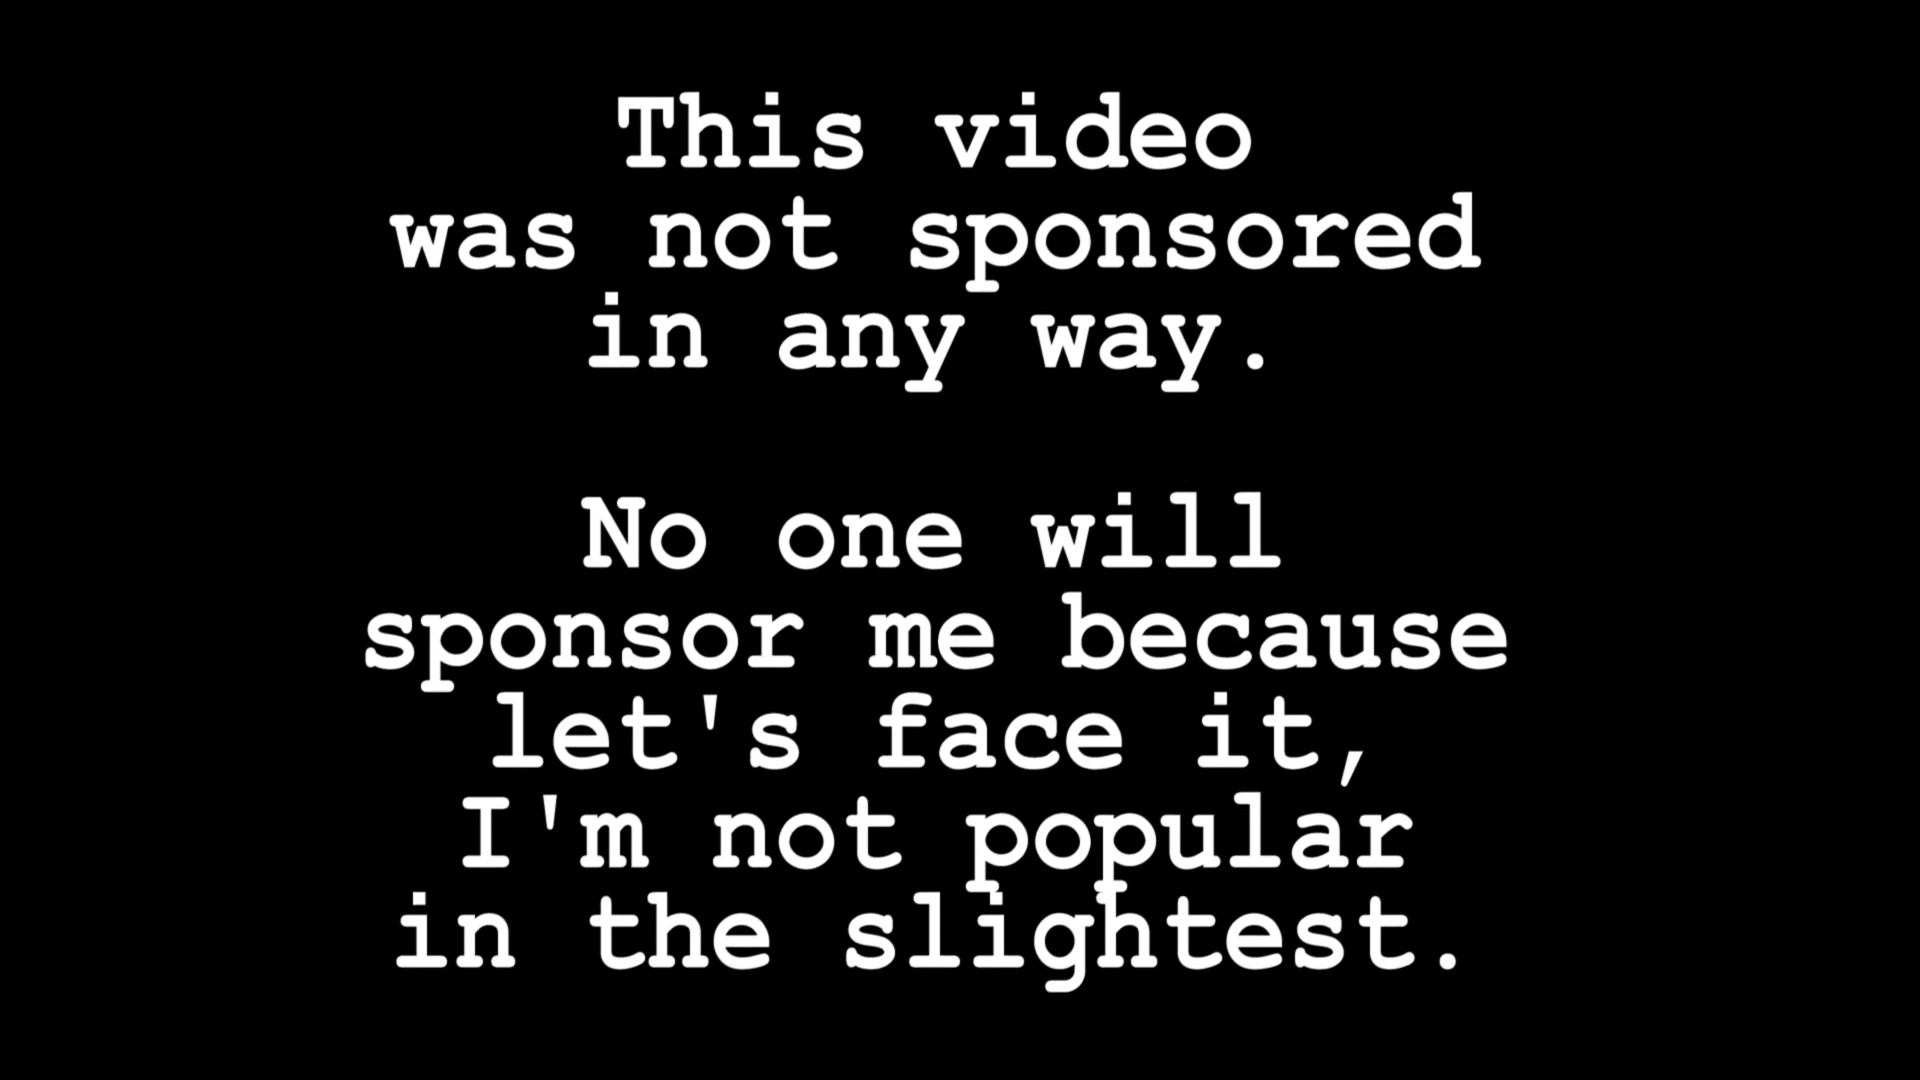 This video
was not sponsored
in any way.
No one will
sponsor me because
let's face it,
I'm not popular
in the slightest.